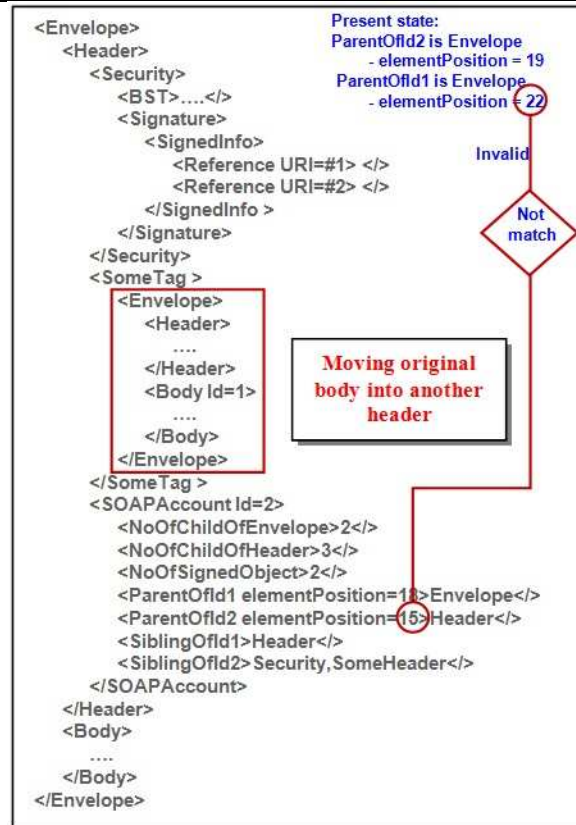 <Envelope>
<Header>
<Security>
<BST>....</>
<Signature>
<SignedInfo>
<Reference URI=#1> </>
<Reference URI=#2> </>
</SignedInfo >
</Signature>
</Security>
<SomeTag >
<Envelope>
<Header>
....
</Header>
<Body Id=1>
....
</Body>
</Envelope>
</SomeTag >
<SOAPAccount Id=2>
<NoOfChildOfEnvelope>2</>
<NoOfChildOfHeader>3</>
<NoOfSignedObject>2</>
<ParentOfId1 elementPosition=18>Envelope</>
<ParentOfId2 elementPosition=15>Header</>
<SiblingOfId1>Header</>
<SiblingOfId2>Security,SomeHeader</>
</SOAPAccount>
</Header>
<Body>
....
</Body>
</Envelope>
Present state:
ParentOfId2 is Envelope
- elementPosition = 19
ParentOfId1 is Envelope
- elementPosition = 22
Invalid
Not
match
Moving original
body into another
header